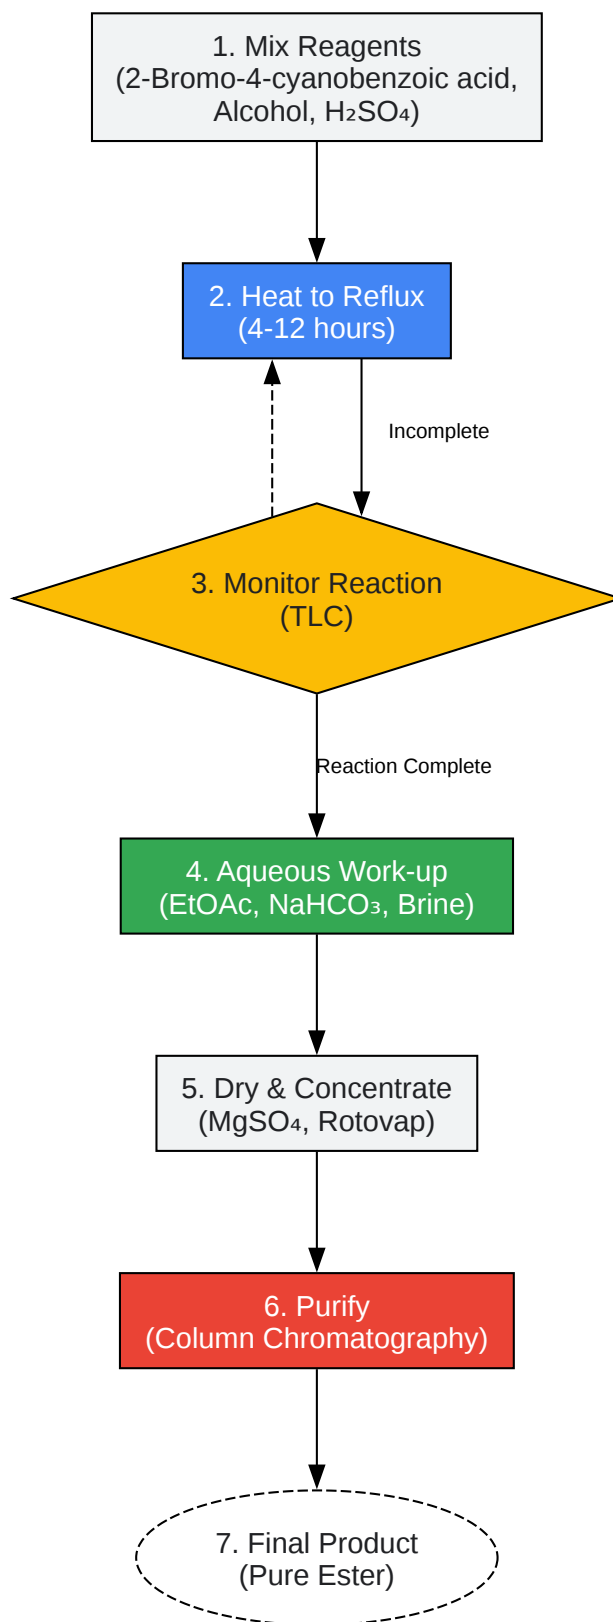 1. Mix Reagents
(2-Bromo-4-cyanobenzoic acid,
Alcohol, H₂SO₄)
2. Heat to Reflux
(4-12 hours)
Incomplete
3. Monitor Reaction
(TLC)
Reaction Complete
4. Aqueous Work-up
(EtOAc, NaHCO₃, Brine)
5. Dry & Concentrate
(MgSO₄, Rotovap)
6. Purify
(Column Chromatography)
7. Final Product
(Pure Ester)